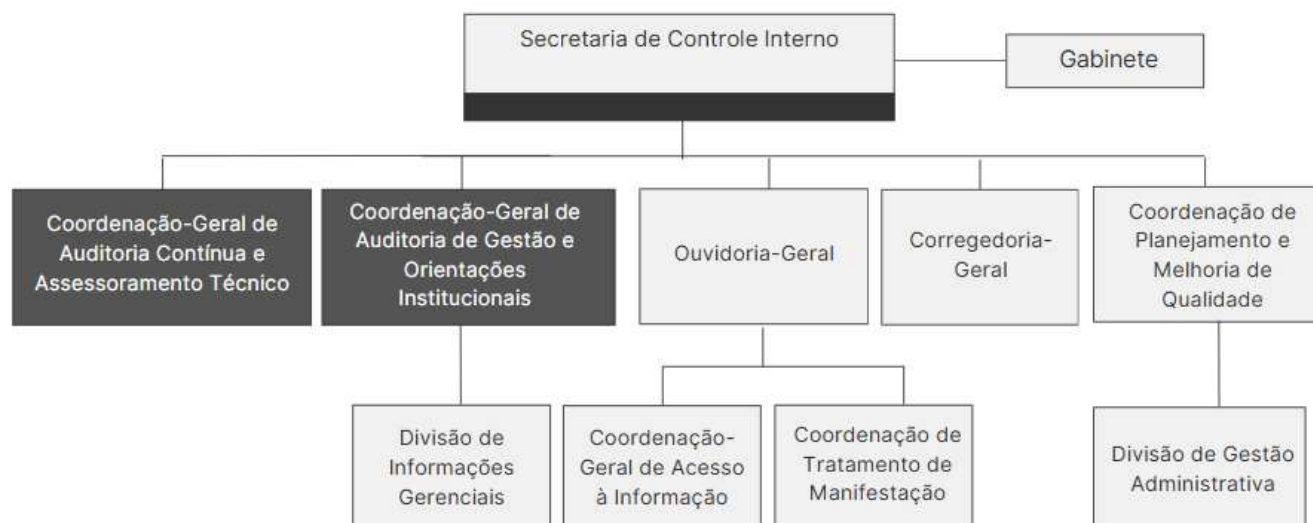 Secretaria de Controle Interno
Gabinete
Coordenação-Geral de
Auditoria Contínua e
Assessoramento Técnico
Coordenação-Geral de
Auditoria de Gestão e
Orientações
Institucionais
Ouvidoria-Geral
Corregedoria-
Geral
Coordenação de
Planejamento e
Melhoria de
Qualidade
Divisão de
Informações
Gerenciais
Coordenação-
Geral de Acesso
à Informação
Coordenação de
Tratamento de
Manifestação
Divisão de Gestão
Administrativa